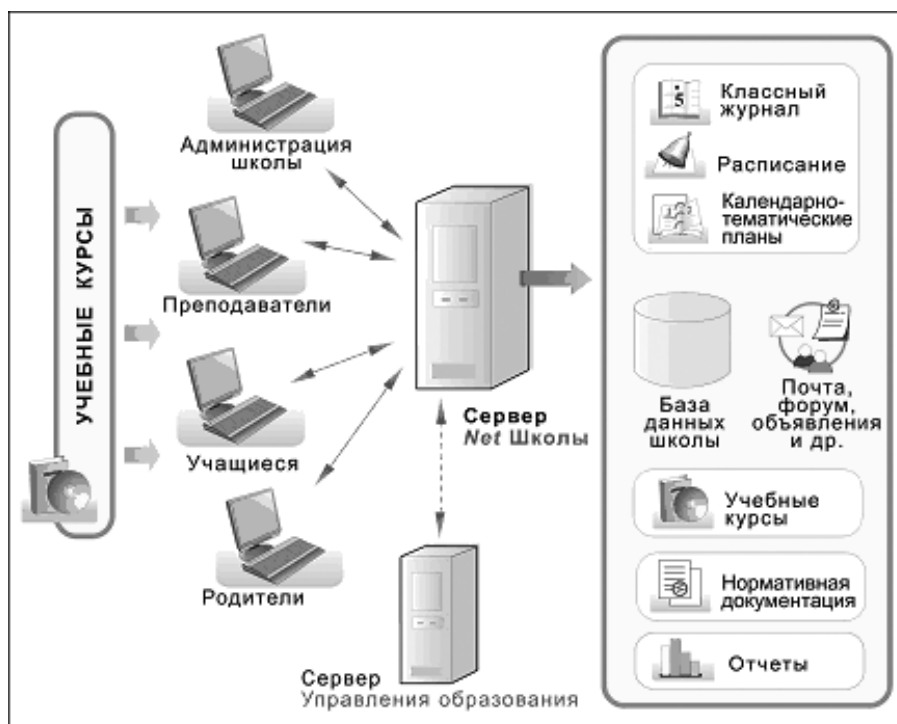 УЧЕБНЫЕ КУРСЫ
Администрация
школы
Преподаватели
Учащиеся
Родители
Сервер
Net Школы
Сервер
Управления образования
5
Классный
журнал
Расписание
Календарно-
тематические
планы
База
данных
школы
Почта,
форум,
объявления
и др.
Учебные
курсы
Нормативная
документация
Отчеты